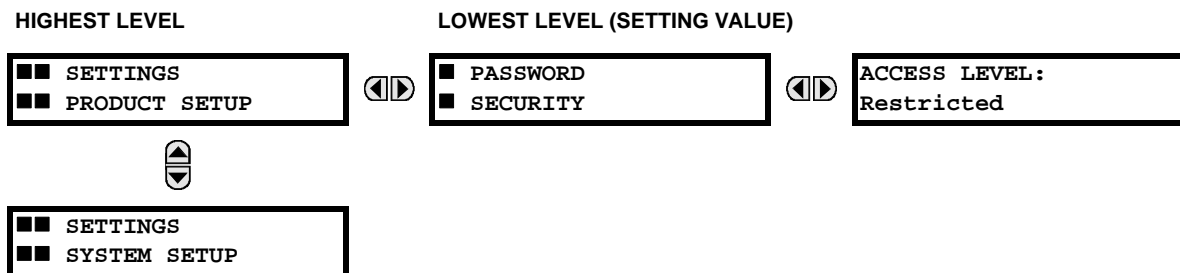 HIGHEST LEVEL
LOWEST LEVEL (SETTING VALUE)
■■ SETTINGS
■■ PRODUCT SETUP
■ PASSWORD
■ SECURITY
ACCESS LEVEL:
Restricted
■■ SETTINGS
■■ SYSTEM SETUP